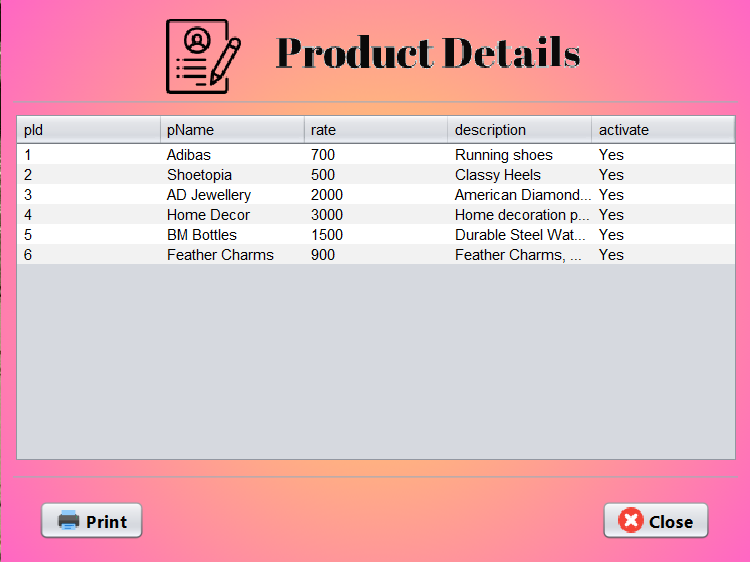 Product Details
pId pName rate description activate
1 Adibas 700 Running shoes Yes
2 Shoetopia 500 Classy Heels Yes
3 AD Jewellery 2000 American Diamond... Yes
4 Home Decor 3000 Home decoration p... Yes
5 BM Bottles 1500 Durable Steel Wat... Yes
6 Feather Charms 900 Feather Charms, ... Yes
Print Close